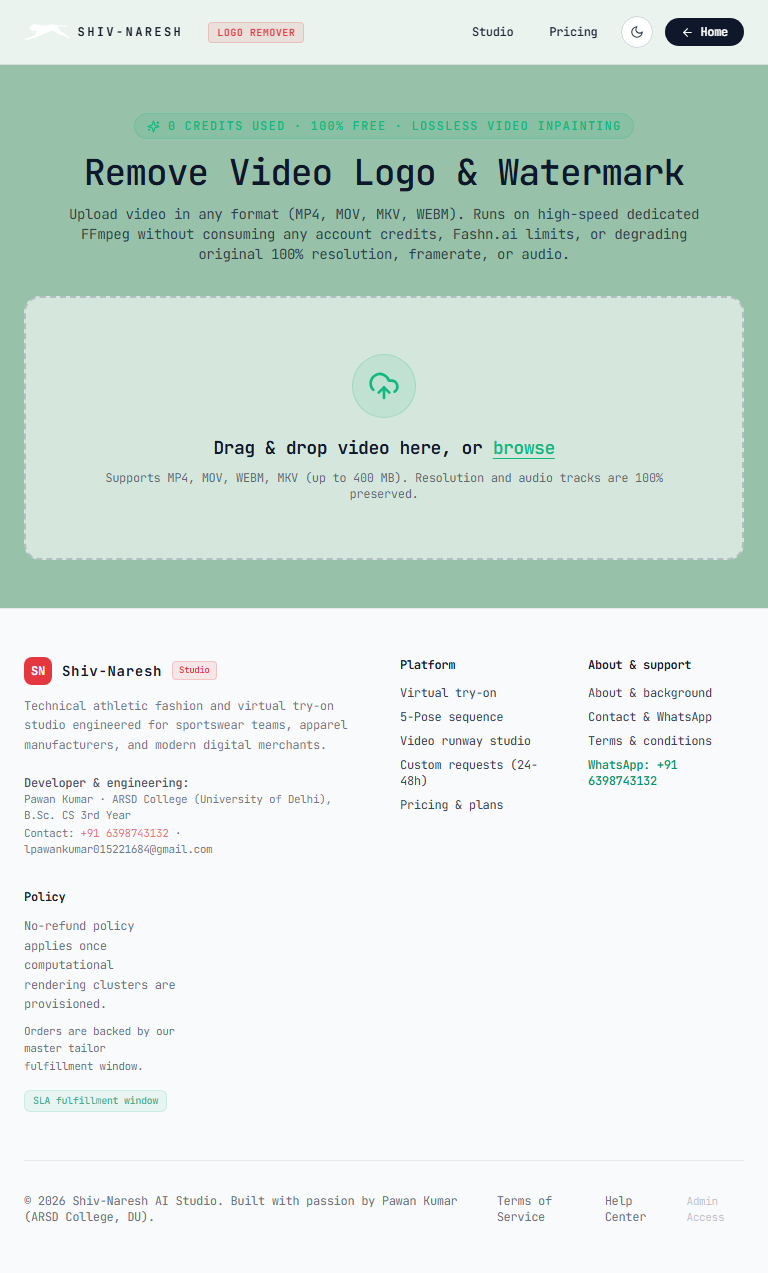 SHIV-NARESH
LOGO REMOVER
Studio
Pricing
← Home
0 CREDITS USED · 100% FREE · LOSSLESS VIDEO INPAINTING
Remove Video Logo & Watermark
Upload video in any format (MP4, MOV, MKV, WEBM). Runs on high-speed dedicated
FFmpeg without consuming any account credits, Fashn.ai limits, or degrading
original 100% resolution, framerate, or audio.
Drag & drop video here, or browse
Supports MP4, MOV, WEBM, MKV (up to 400 MB). Resolution and audio tracks are 100%
preserved.
SN
Shiv-Naresh
Studio
Technical athletic fashion and virtual try-on
studio engineered for sportswear teams, apparel
manufacturers, and modern digital merchants.
Developer & engineering:
Pawan Kumar · ARSD College (University of Delhi),
B.Sc. CS 3rd Year
Contact: +91 6398743132 ·
lpawankumar015221684@gmail.com
Platform
Virtual try-on
5-Pose sequence
Video runway studio
Custom requests (24-
48h)
Pricing & plans
About & support
About & background
Contact & WhatsApp
Terms & conditions
WhatsApp: +91
6398743132
Policy
No-refund policy
applies once
computational
rendering clusters are
provisioned.
Orders are backed by our
master tailor
fulfillment window.
SLA fulfillment window
© 2026 Shiv-Naresh AI Studio. Built with passion by Pawan Kumar
(ARSD College, DU).
Terms of
Service
Help
Center
Admin
Access